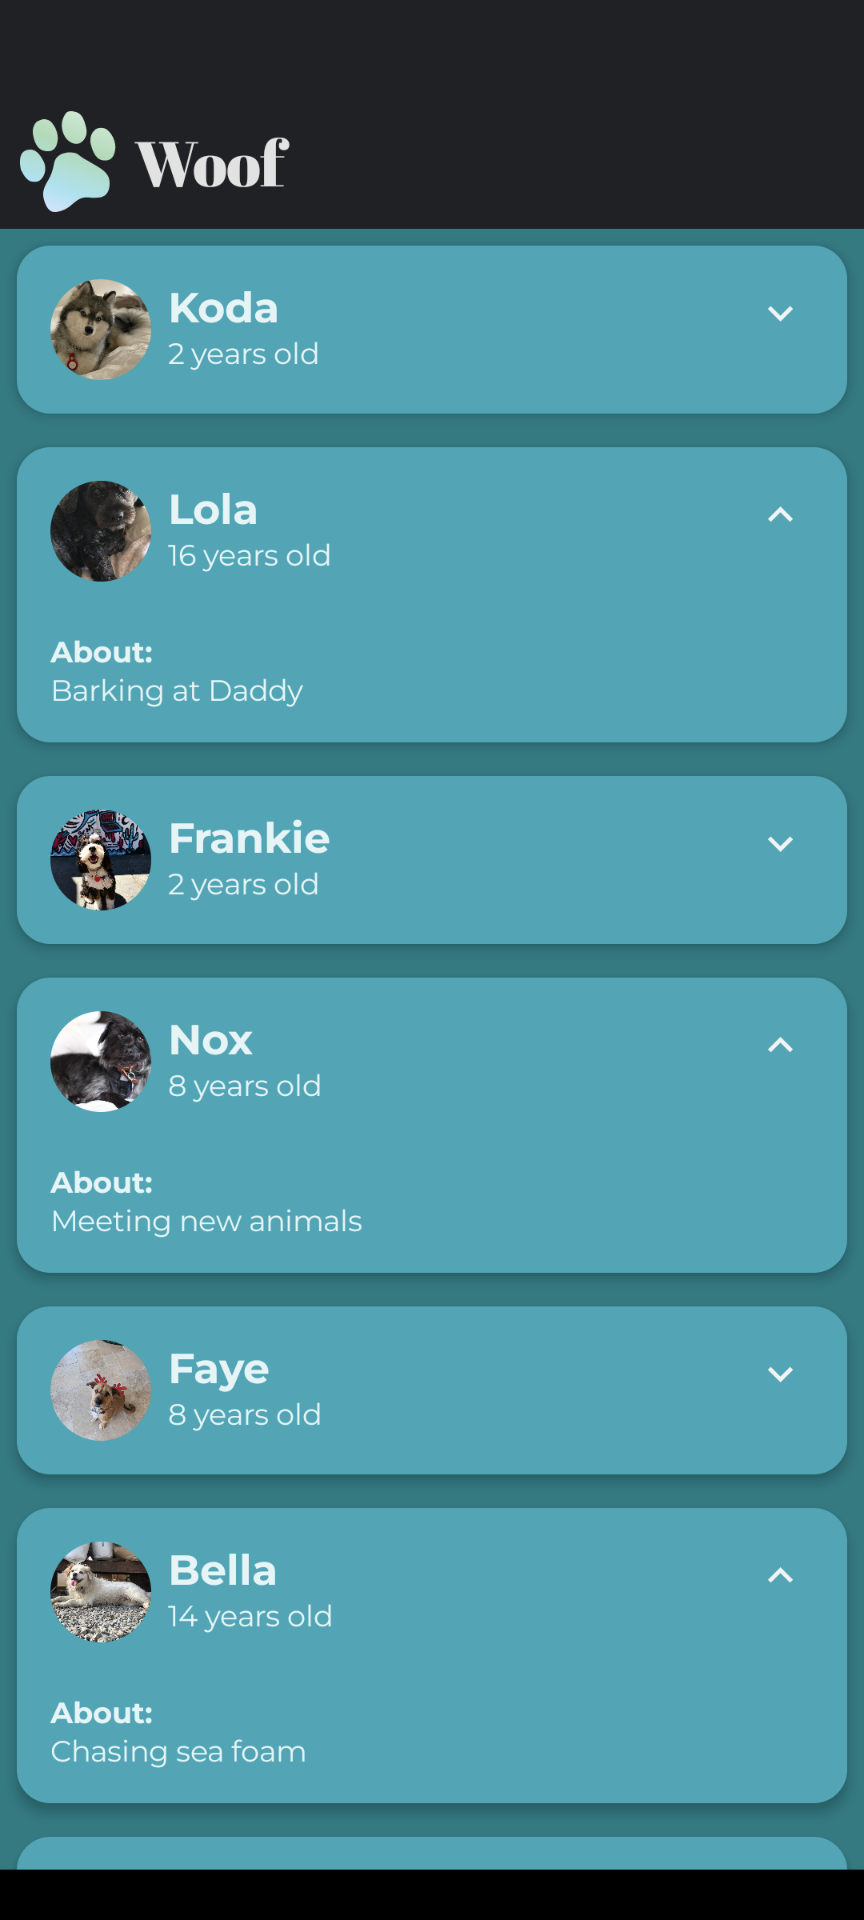 Woof
Koda
2 years old
Lola
16 years old
About:
Barking at Daddy
Frankie
2 years old
Nox
8 years old
About:
Meeting new animals
Faye
8 years old
Bella
14 years old
About:
Chasing sea foam